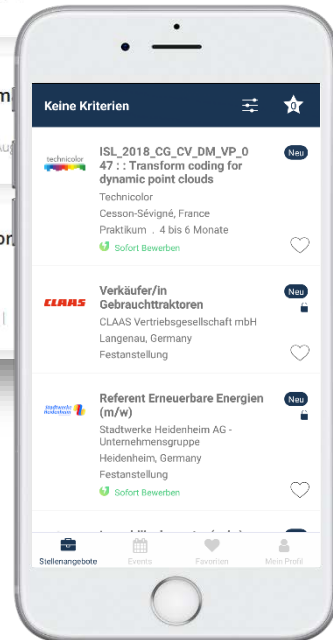 Keine Kriterien
0
technicolor
ISL_2018_CG_CV_DM_VP_0
47 : : Transform coding for
dynamic point clouds
Neu
Technicolor
Cesson-Sévigné, France
Praktikum . 4 bis 6 Monate
Sofort Bewerben
CLAAS
Verkäufer/in
Gebrauchttraktoren
Neu
CLAAS Vertriebsgesellschaft mbH
Langenau, Germany
Festanstellung
Stadtwerke
Heidenheim
Referent Erneuerbare Energien
(m/w)
Neu
Stadtwerke Heidenheim AG -
Unternehmensgruppe
Heidenheim, Germany
Festanstellung
Sofort Bewerben
Stellenangebote
Events
Favoriten
Mein Profil